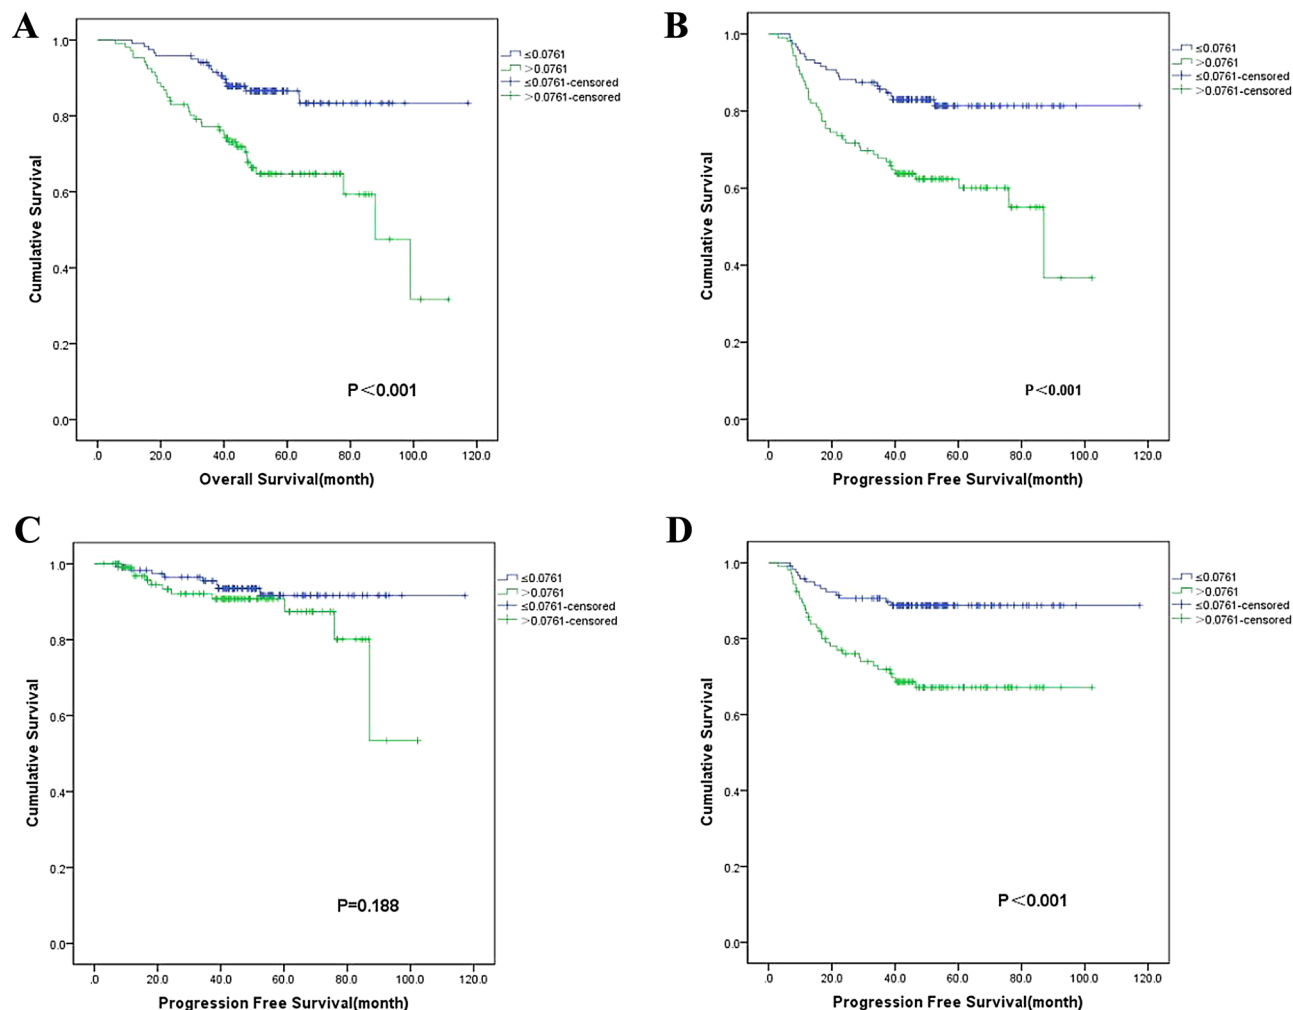 A
1.0
0.8
0.6
0.4
0.2
0.0
Cumulative Survival
.0 20.0 40.0 60.0 80.0 100.0 120.0
Overall Survival(month)
≤0.0761
>0.0761
≤0.0761-censored
>0.0761-censored
P<0.001
B
1.0
0.8
0.6
0.4
0.2
0.0
Cumulative Survival
.0 20.0 40.0 60.0 80.0 100.0 120.0
Progression Free Survival(month)
≤0.0761
>0.0761
≤0.0761-censored
>0.0761-censored
P<0.001
C
1.0
0.8
0.6
0.4
0.2
0.0
Cumulative Survival
.0 20.0 40.0 60.0 80.0 100.0 120.0
Progression Free Survival(month)
≤0.0761
>0.0761
≤0.0761-censored
>0.0761-censored
P=0.188
D
1.0
0.8
0.6
0.4
0.2
0.0
Cumulative Survival
.0 20.0 40.0 60.0 80.0 100.0 120.0
Progression Free Survival(month)
≤0.0761
>0.0761
≤0.0761-censored
>0.0761-censored
P<0.001